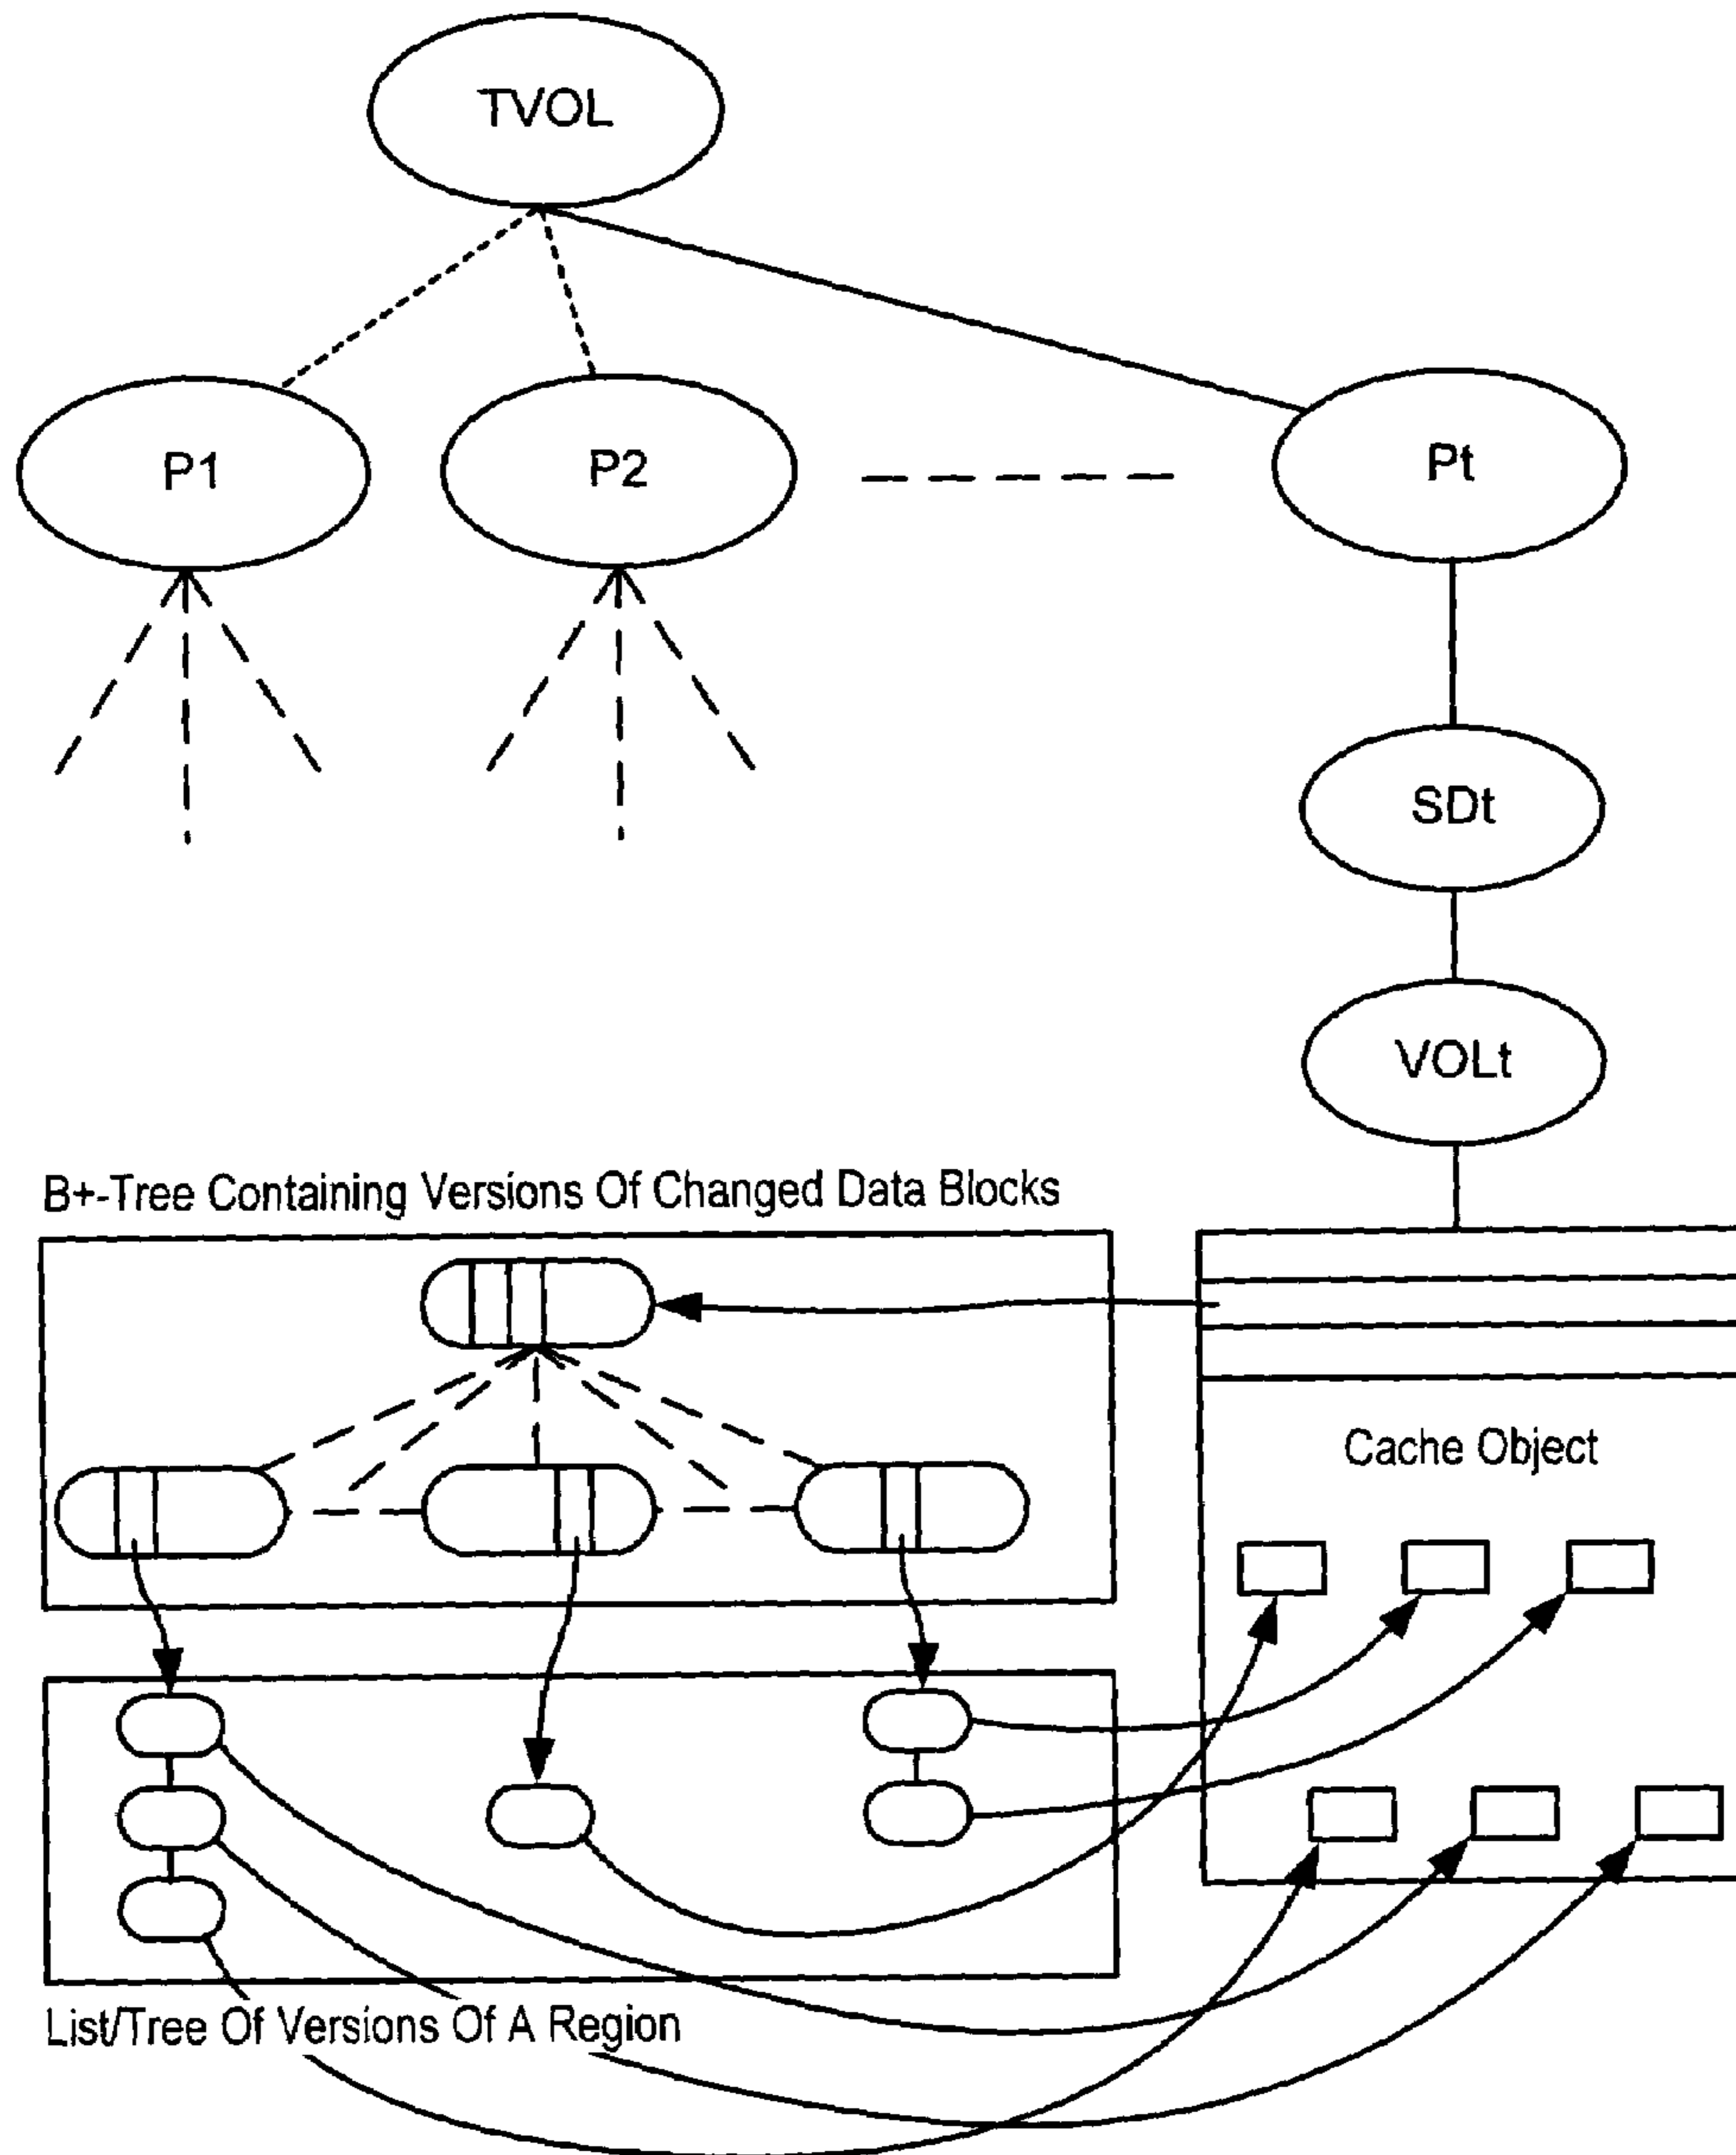 TVOL
P1
P2
Pt
SDt
VOLt
B+-Tree Containing Versions Of Changed Data Blocks
Cache Object
List/Tree Of Versions Of A Region